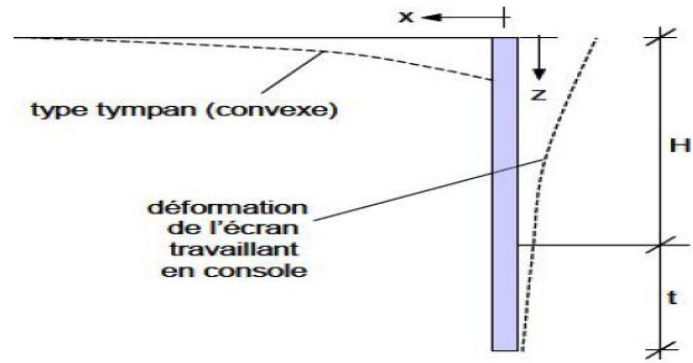 x
z
type tympan (convexe)
H
déformation
de l'écran
travaillant
en console
t